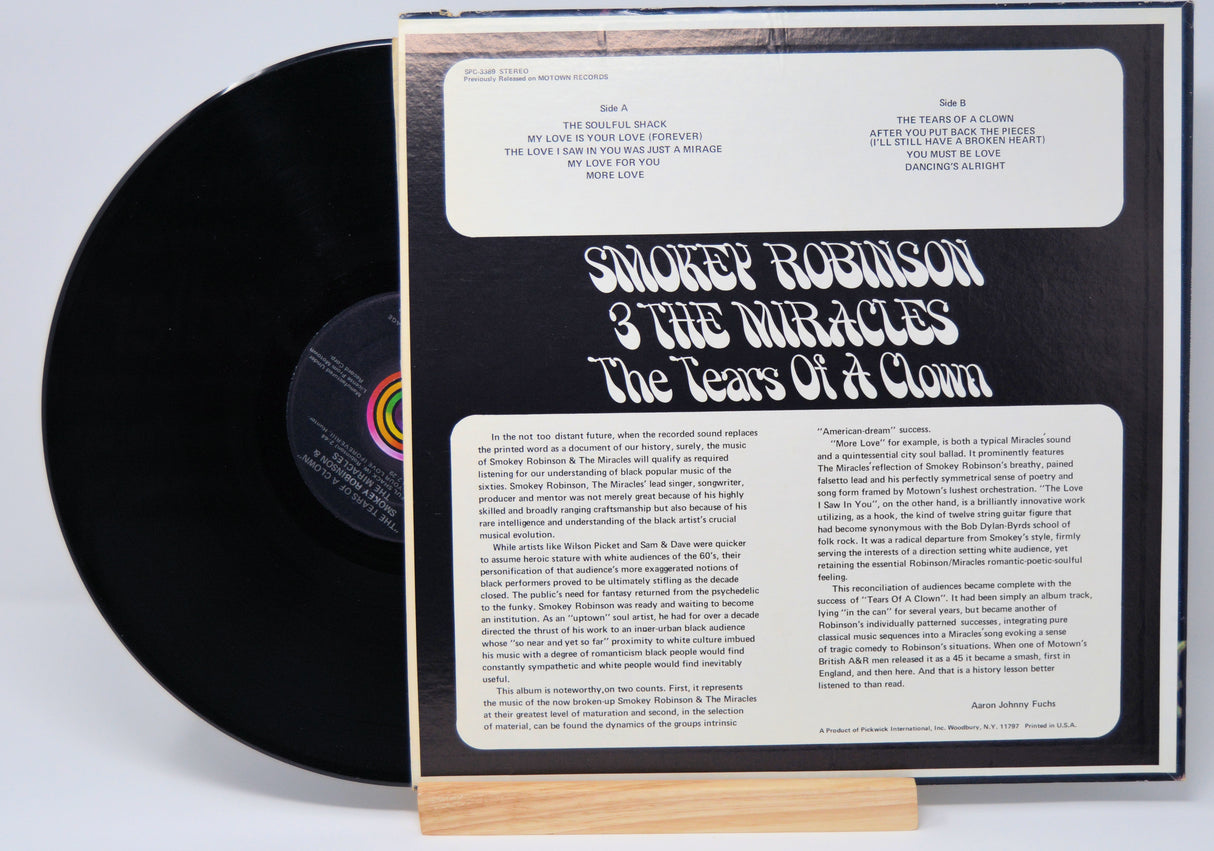 SPC-3389 STEREO
Previously Released on MOTOWN RECORDS
Side A
THE SOULFUL SHACK
MY LOVE IS YOUR LOVE (FOREVER)
THE LOVE I SAW IN YOU WAS JUST A MIRAGE
MY LOVE FOR YOU
MORE LOVE
Side B
THE TEARS OF A CLOWN
AFTER YOU PUT BACK THE PIECES
(I'LL STILL HAVE A BROKEN HEART)
YOU MUST BE LOVE
DANCING'S ALRIGHT
SMOKEY ROBINSON
& THE MIRACLES
The Tears Of A Clown
In the not too distant future, when the recorded sound replaces
the printed word as a document of our history, surely, the music
of Smokey Robinson & The Miracles will qualify as required
listening for our understanding of black popular music of the
sixties. Smokey Robinson, The Miracles' lead singer, songwriter,
producer and mentor was not merely great because of his highly
skilled and broadly ranging craftsmanship but also because of his
rare intelligence and understanding of the black artist's crucial
musical evolution.
While artists like Wilson Picket and Sam & Dave were quicker
to assume heroic stature with white audiences of the 60's, their
personification of that audience's more exaggerated notions of
black performers proved to be ultimately stifling as the decade
closed. The public's need for fantasy returned from the psychedelic
to the funky. Smokey Robinson was ready and waiting to become
an institution. As an "uptown" soul artist, he had for over a decade
directed the thrust of his work to an inner-urban black audience
whose "so near and yet so far" proximity to white culture imbued
his music with a degree of romanticism black people would find
constantly sympathetic and white people would find inevitably
useful.
This album is noteworthy,on two counts. First, it represents
the music of the now broken-up Smokey Robinson & The Miracles
at their greatest level of maturation and second, in the selection
of material, can be found the dynamics of the groups intrinsic
"American-dream" success.
"More Love" for example, is both a typical Miracles' sound
and a quintessential city soul ballad. It prominently features
The Miracles' reflection of Smokey Robinson's breathy, pained
falsetto lead and his perfectly symmetrical sense of poetry and
song form framed by Motown's lushest orchestration. "The Love
I Saw In You", on the other hand, is a brilliantly innovative work
utilizing, as a hook, the kind of twelve string guitar figure that
had become synonymous with the Bob Dylan-Byrds school of
folk rock. It was a radical departure from Smokey's style, firmly
serving the interests of a direction setting white audience, yet
retaining the essential Robinson/Miracles romantic-poetic-soulful
feeling.
This reconciliation of audiences became complete with the
success of "Tears Of A Clown". It had been simply an album track,
lying "in the can" for several years, but became another of
Robinson's individually patterned successes, integrating pure
classical music sequences into a Miracles' song evoking a sense
of tragic comedy to Robinson's situations. When one of Motown's
British A&R men released it as a 45 it became a smash, first in
England, and then here. And that is a history lesson better
listened to than read.
Aaron Johnny Fuchs
A Product of Pickwick International, Inc. Woodbury, N.Y. 11797 Printed in U.S.A.
"THE TEARS OF A CLOWN"
SMOKEY ROBINSON &
THE MIRACLES
Manufactured Under
License From Motown
Record Corp.